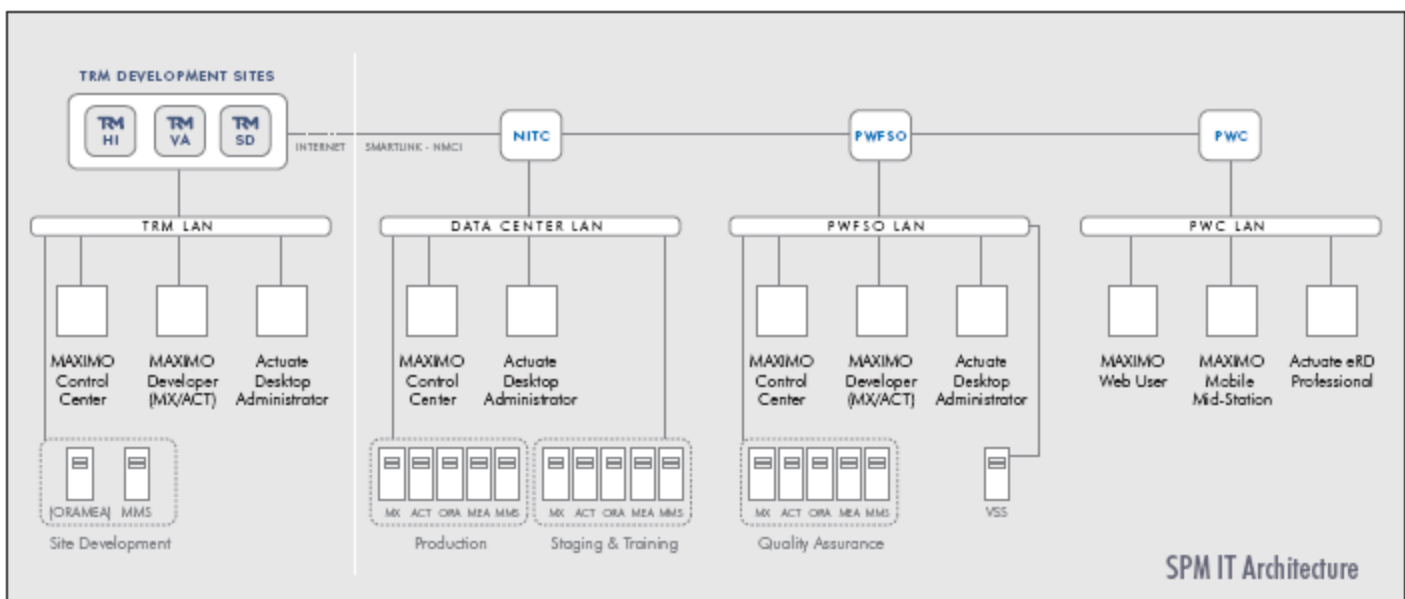 TRM DEVELOPMENT SITES
TRM HI
TRM VA
TRM SD
INTERNET
SMARTLINK - NMCI
NITC
PWFSO
PWC
TRM LAN
DATA CENTER LAN
PWFSO LAN
PWC LAN
MAXIMO
Control
Center
MAXIMO
Developer
(MX/ACT)
Actuate
Desktop
Administrator
MAXIMO
Control
Center
Actuate
Desktop
Administrator
MAXIMO
Control
Center
MAXIMO
Developer
(MX/ACT)
Actuate
Desktop
Administrator
MAXIMO
Web User
MAXIMO
Mobile
Mid-Station
Actuate eRD
Professional
(ORAMEA) MMS
Site Development
MX ACT ORA MEA MMS
Production
MX ACT ORA MEA MMS
Staging & Training
MX ACT ORA MEA MMS
Quality Assurance
VSS
SPM IT Architecture